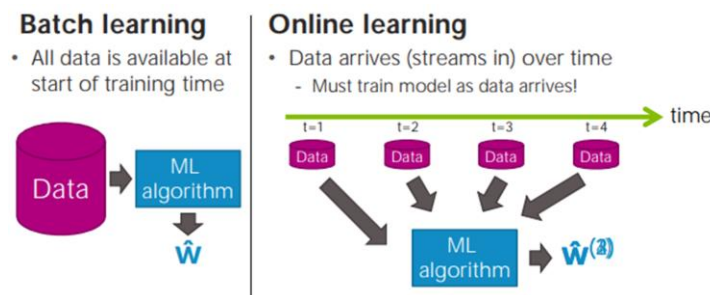 Batch learning
• All data is available at
start of training time
Data
ML
algorithm
ŵ
Online learning
• Data arrives (streams in) over time
- Must train model as data arrives!
time
t=1 t=2 t=3 t=4
Data Data Data Data
ML
algorithm
ŵ